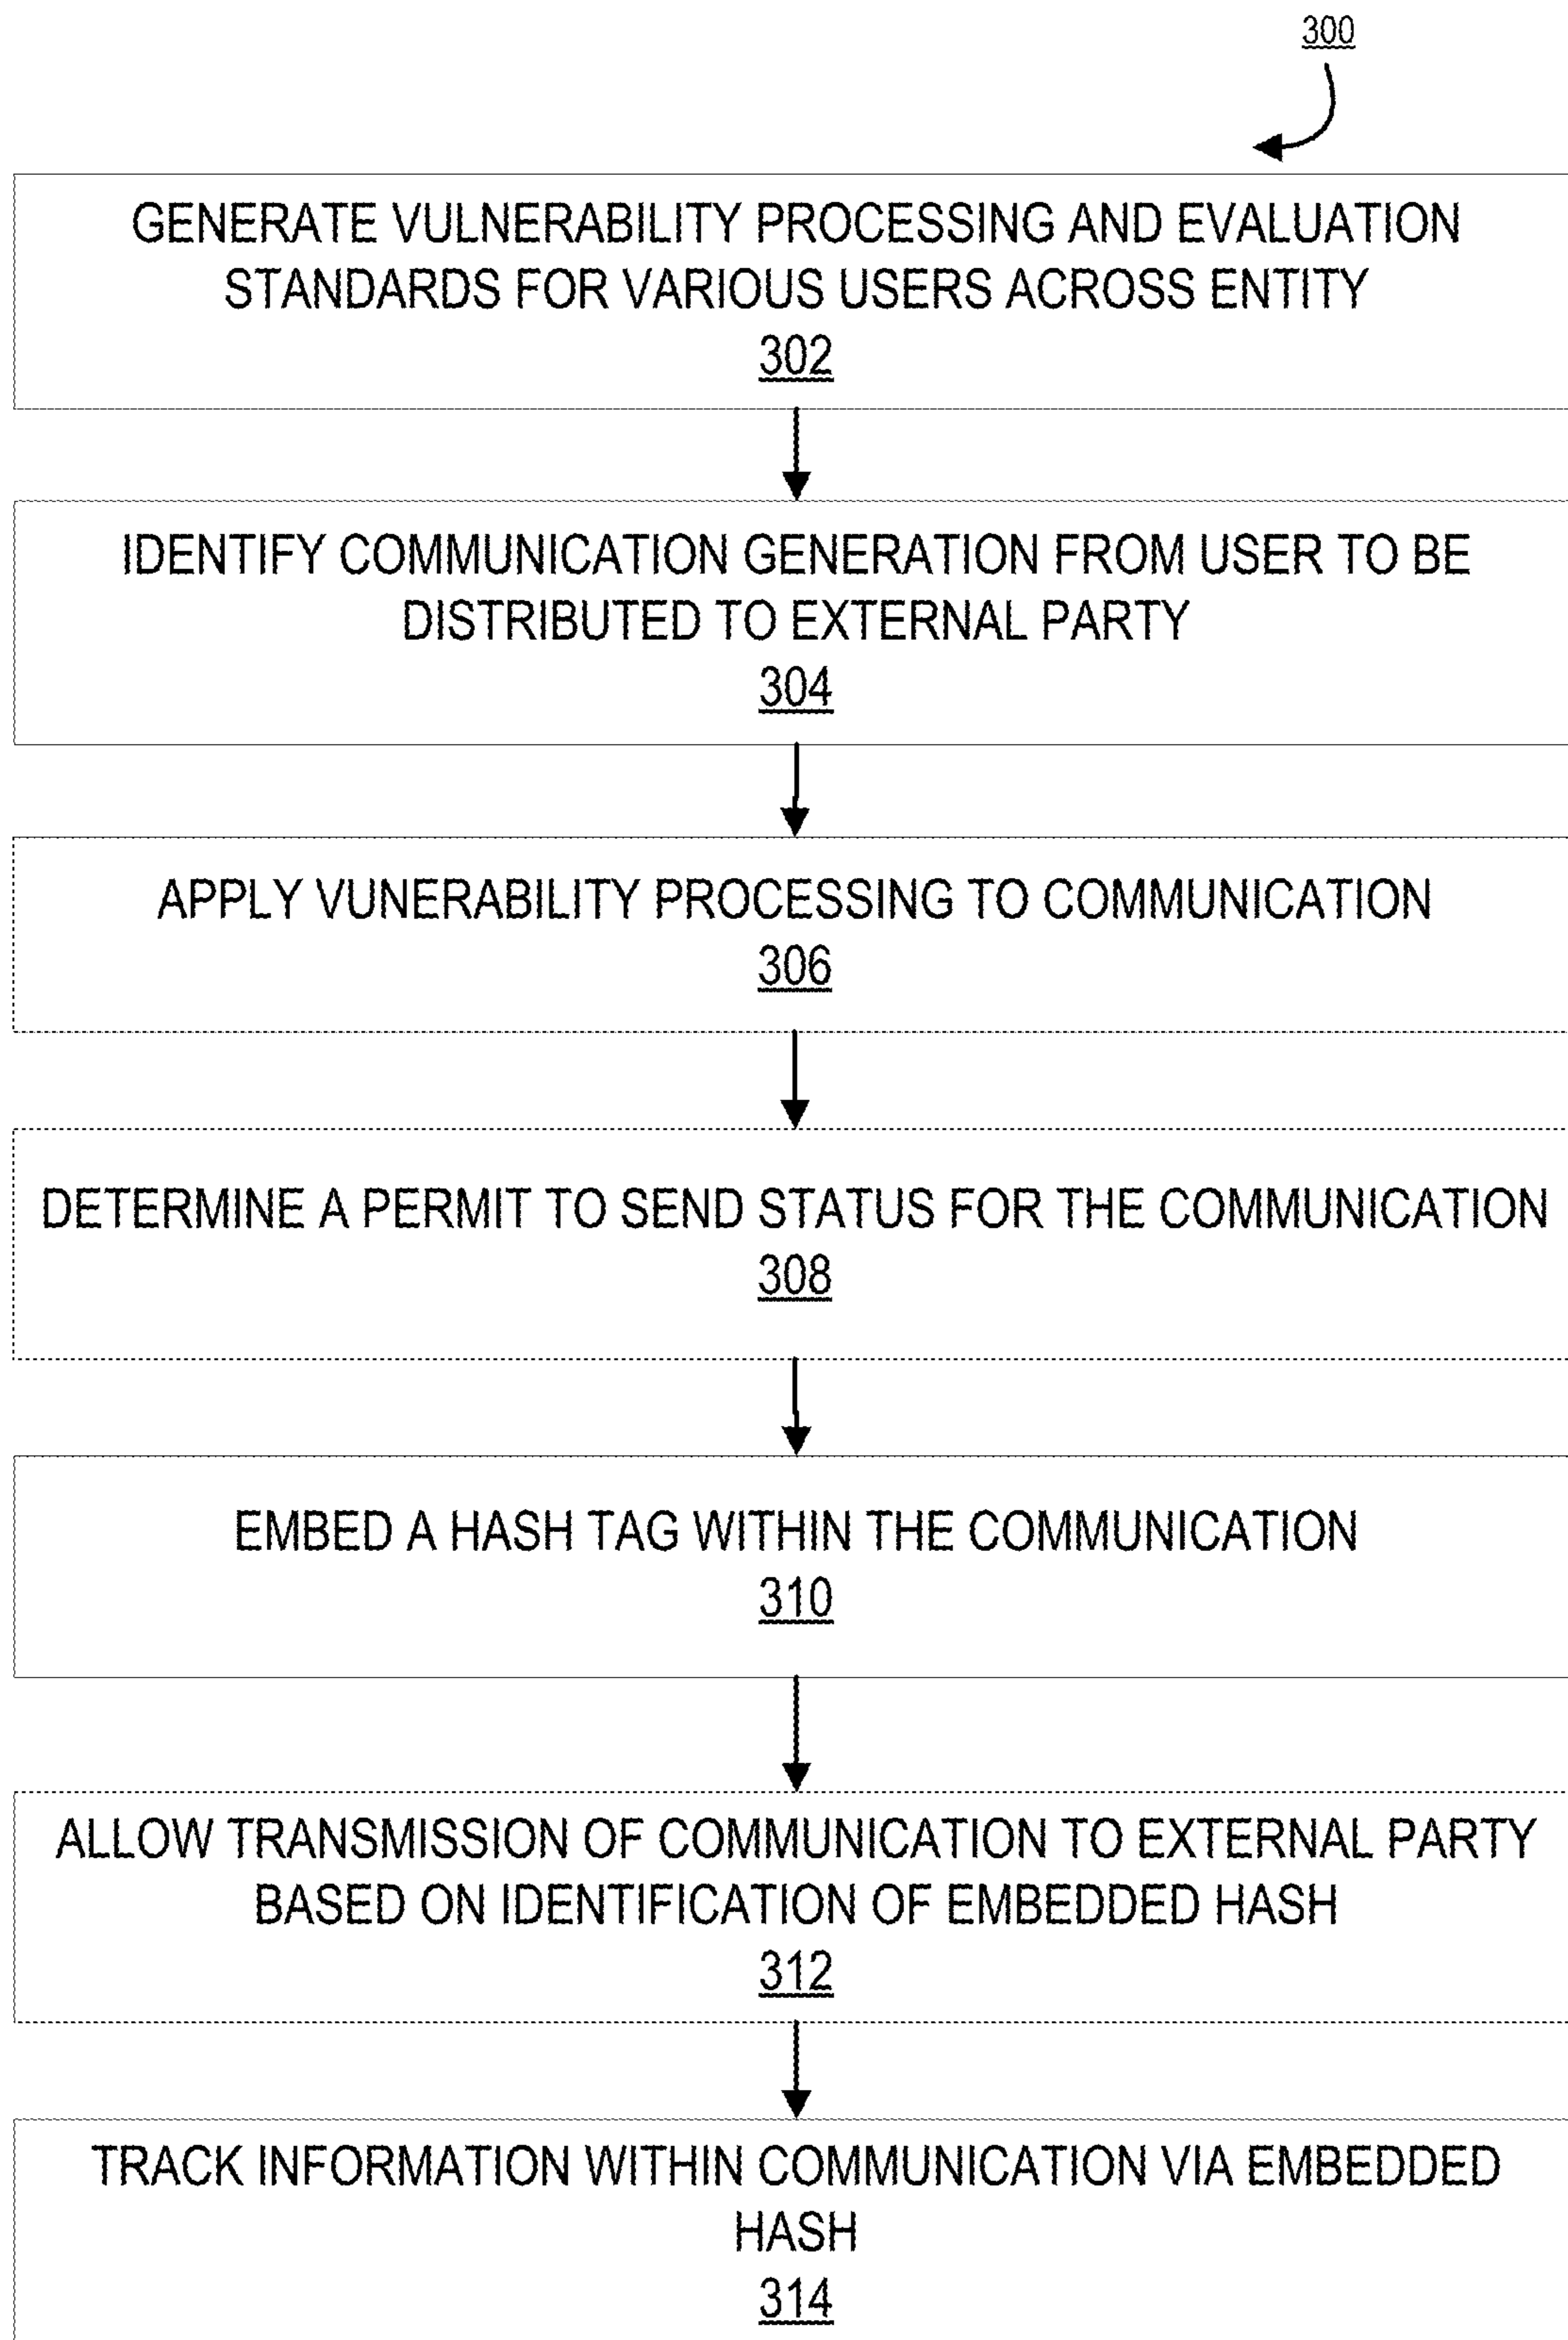 300
GENERATE VULNERABILITY PROCESSING AND EVALUATION
STANDARDS FOR VARIOUS USERS ACROSS ENTITY
302
IDENTIFY COMMUNICATION GENERATION FROM USER TO BE
DISTRIBUTED TO EXTERNAL PARTY
304
APPLY VUNERABILITY PROCESSING TO COMMUNICATION
306
DETERMINE A PERMIT TO SEND STATUS FOR THE COMMUNICATION
308
EMBED A HASH TAG WITHIN THE COMMUNICATION
310
ALLOW TRANSMISSION OF COMMUNICATION TO EXTERNAL PARTY
BASED ON IDENTIFICATION OF EMBEDDED HASH
312
TRACK INFORMATION WITHIN COMMUNICATION VIA EMBEDDED
HASH
314